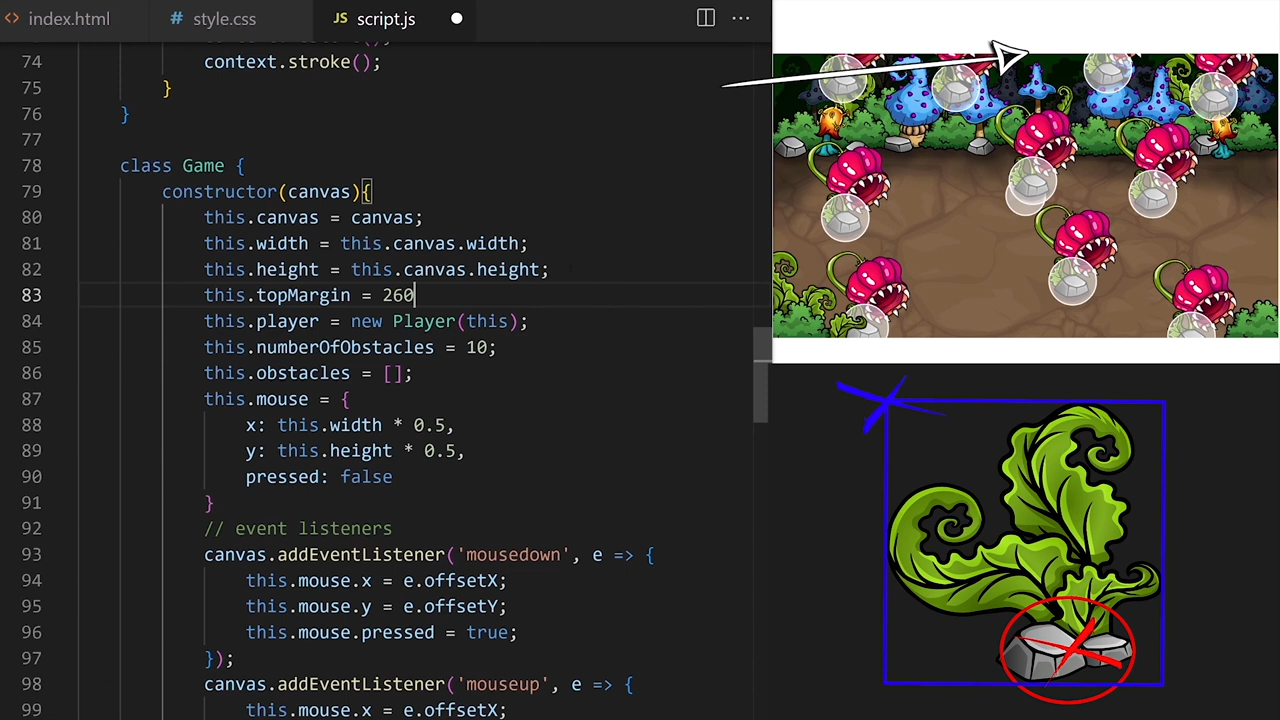 index.html
# style.css
JS script.js
74 context.stroke();
75 }
76 }
77
78 class Game {
79 constructor(canvas){
80 this.canvas = canvas;
81 this.width = this.canvas.width;
82 this.height = this.canvas.height;
83 this.topMargin = 260
84 this.player = new Player(this);
85 this.numberOfObstacles = 10;
86 this.obstacles = [];
87 this.mouse = {
88 x: this.width * 0.5,
89 y: this.height * 0.5,
90 pressed: false
91 }
92 // event listeners
93 canvas.addEventListener('mousedown', e => {
94 this.mouse.x = e.offsetX;
95 this.mouse.y = e.offsetY;
96 this.mouse.pressed = true;
97 });
98 canvas.addEventListener('mouseup', e => {
99 this.mouse.x = e.offsetX;